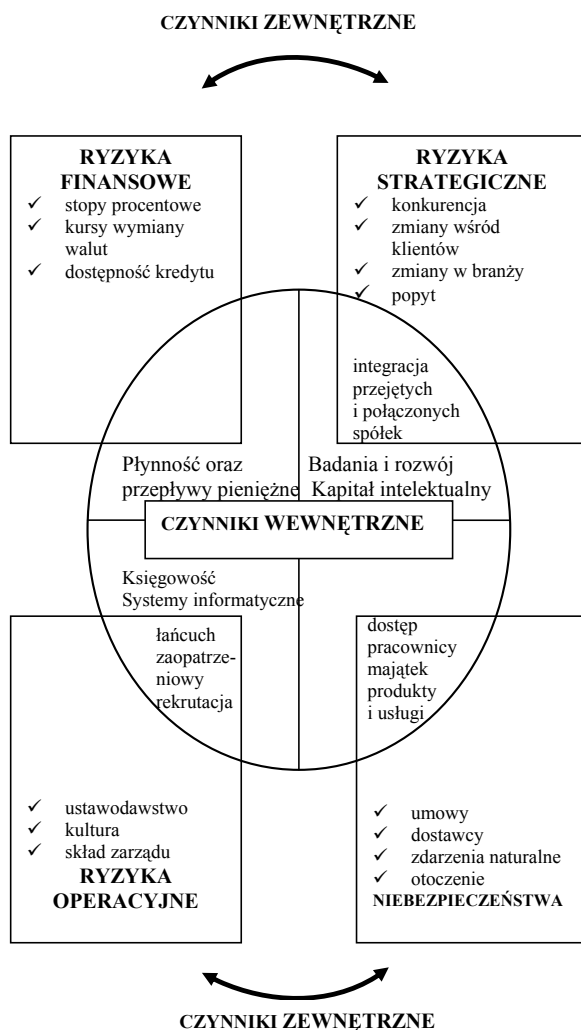 CZYNNIKI ZEWNĘTRZNE
RYZYKA
FINANSOWE
✓ stopy procentowe
✓ kursy wymiany
walut
✓ dostępność kredytu
RYZYKA
STRATEGICZNE
✓ konkurencja
✓ zmiany wśród
klientów
✓ zmiany w branży
✓ popyt
integracja
przejętych
i połączonych
spółek
Płynność oraz
przepływy pieniężne
Badania i rozwój
Kapitał intelektualny
CZYNNIKI WEWNĘTRZNE
Księgowość
Systemy informatyczne
łańcuch
zaopatrze-
niowy
rekrutacja
dostęp
pracownicy
majątek
produkty
i usługi
✓ ustawodawstwo
✓ kultura
✓ skład zarządu
RYZYKA
OPERACYJNE
✓ umowy
✓ dostawcy
✓ zdarzenia naturalne
✓ otoczenie
NIEBEZPIECZEŃSTWA
CZYNNIKI ZEWNĘTRZNE